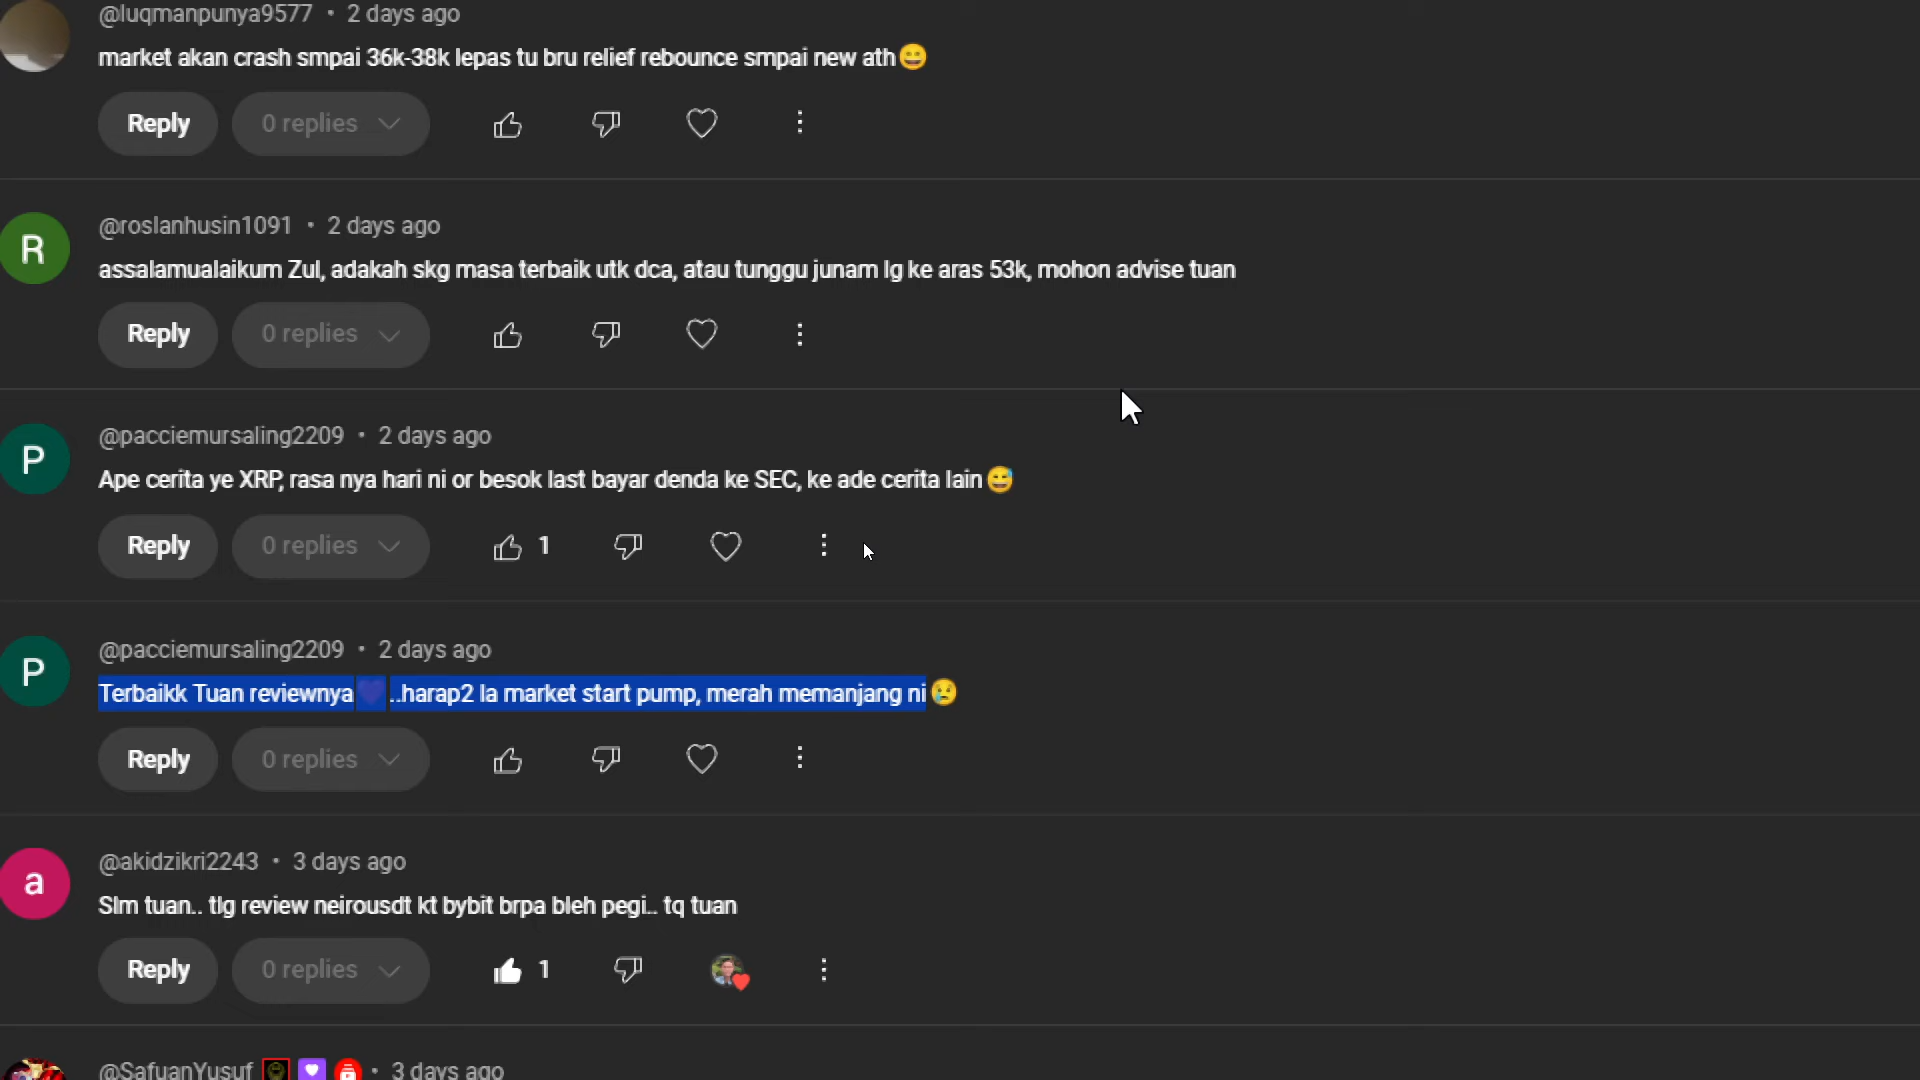 @luqmanpunya9577 • 2 days ago
market akan crash smpai 36k-38k lepas tu bru relief rebounce smpai new ath😄
Reply 0 replies
@roslanhusin1091 • 2 days ago
assalamualaikum Zul, adakah skg masa terbaik utk dca, atau tunggu junam lg ke aras 53k, mohon advise tuan
Reply 0 replies
@pacciemursaling2209 • 2 days ago
Ape cerita ye XRP, rasa nya hari ni or besok last bayar denda ke SEC, ke ade cerita lain😅
Reply 0 replies 1
@pacciemursaling2209 • 2 days ago
Terbaikk Tuan reviewnya💙..harap2 la market start pump, merah memanjang ni😢
Reply 0 replies
@akidzikri2243 • 3 days ago
Slm tuan.. tlg review neirousdt kt bybit brpa bleh pegi.. tq tuan
Reply 0 replies 1
@SafuanYusuf • 3 days ago
R
P
P
a